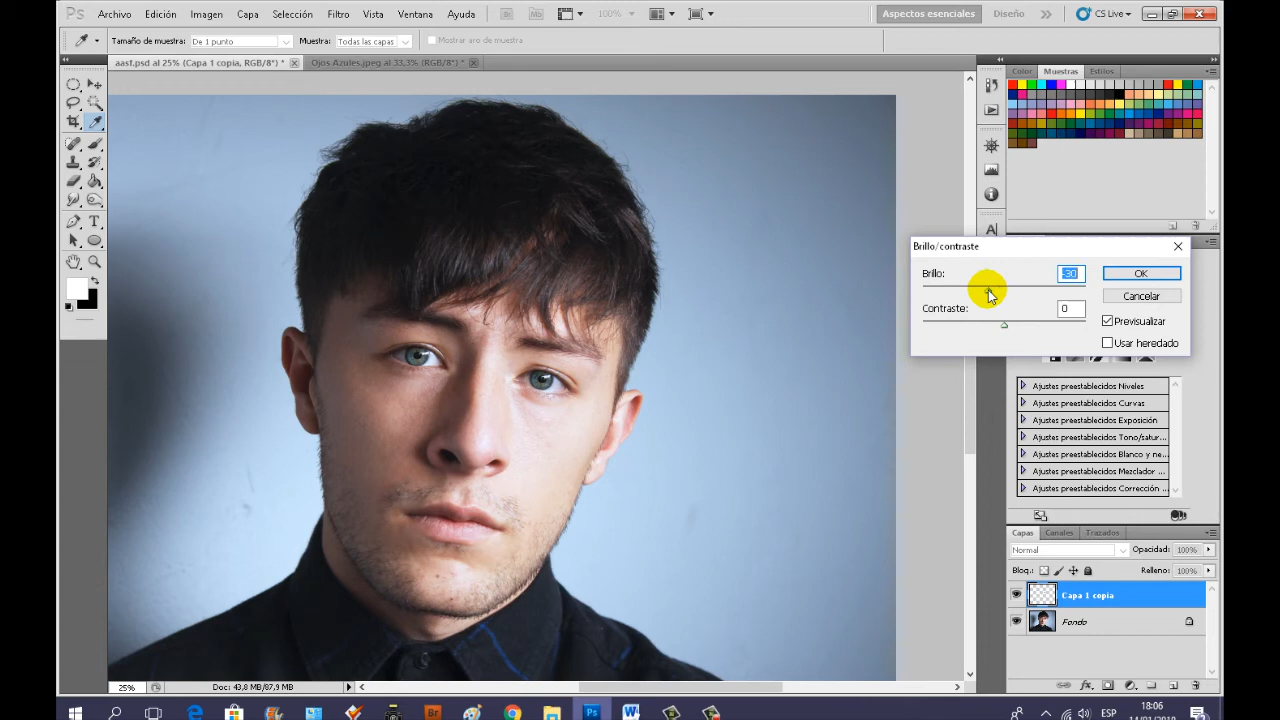 Ps
Archivo Edición Imagen Capa Selección Filtro Vista Ventana Ayuda
Br Mb 100%
Aspectos esenciales Diseño CS Live
Tamaño de muestra: De 1 punto Muestra: Todas las capas Mostrar aro de muestra
aasf.psd al 25% (Capa 1 copia, RGB/8*) *
Ojos Azules.jpeg al 33,3% (RGB/8*) *
Color Muestras Estilos
Brillo/contraste
Brillo: -30 OK
Cancelar
Contraste: 0
Previsualizar
Usar heredado
Ajustes preestablecidos Niveles
Ajustes preestablecidos Curvas
Ajustes preestablecidos Exposición
Ajustes preestablecidos Tono/satur...
Ajustes preestablecidos Blanco y ne...
Ajustes preestablecidos Mezclador ...
Ajustes preestablecidos Corrección ...
Capas Canales Trazados
Normal Opacidad: 100%
Bloq.: Relleno: 100%
Capa 1 copia
Fondo
25% Doc: 43,8 MB/87,9 MB
Br Ps W
ESP
18:06